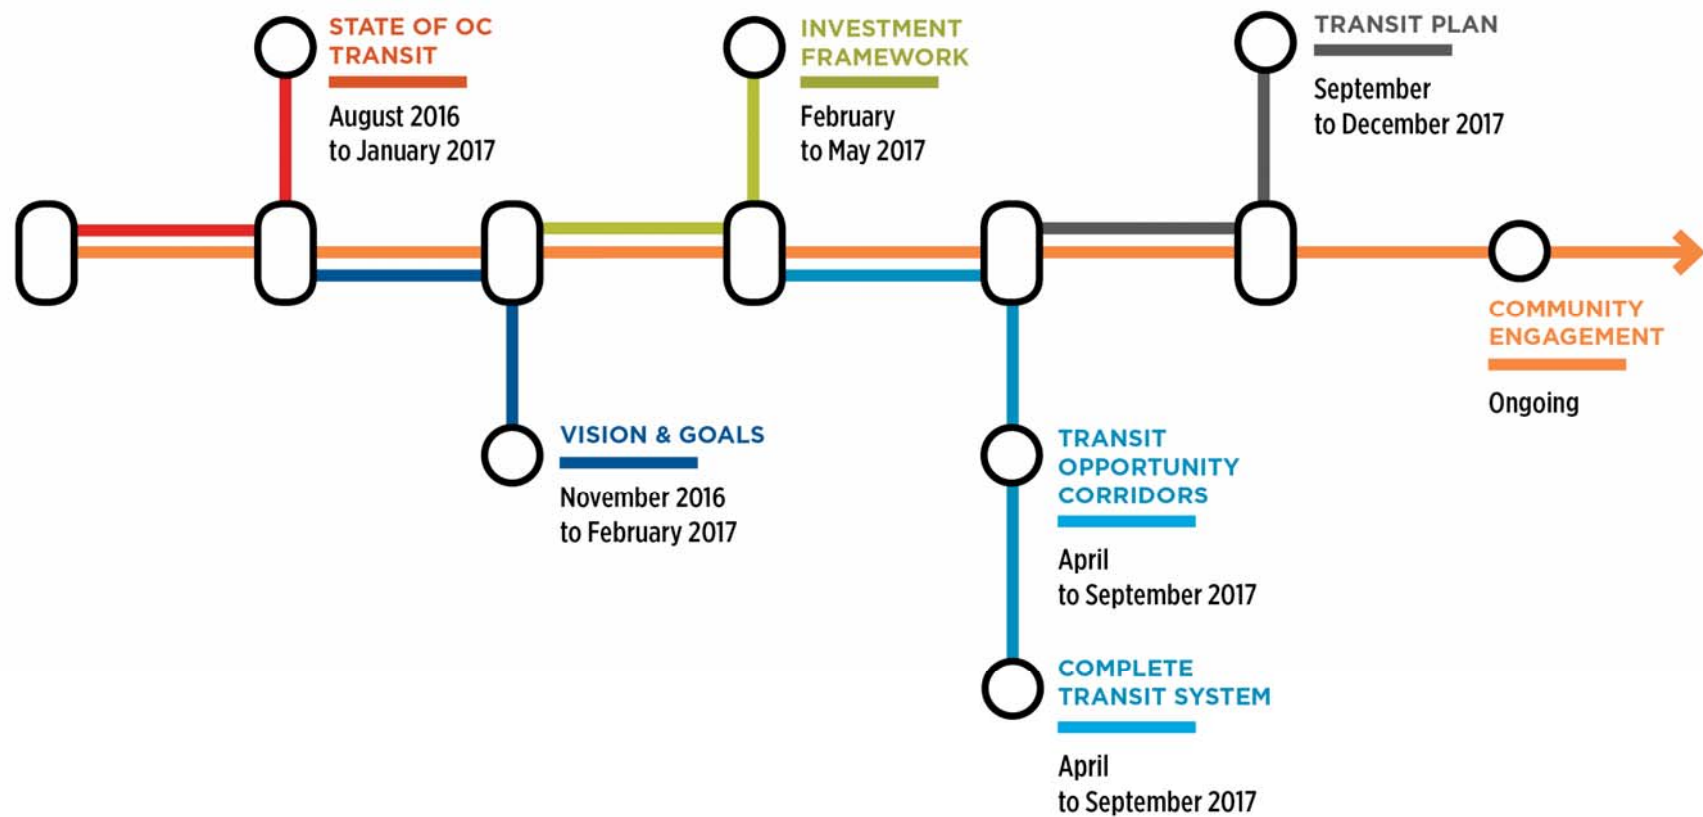 STATE OF OC
TRANSIT
August 2016
to January 2017
INVESTMENT
FRAMEWORK
February
to May 2017
TRANSIT PLAN
September
to December 2017
COMMUNITY
ENGAGEMENT
Ongoing
VISION & GOALS
November 2016
to February 2017
TRANSIT
OPPORTUNITY
CORRIDORS
April
to September 2017
COMPLETE
TRANSIT SYSTEM
April
to September 2017